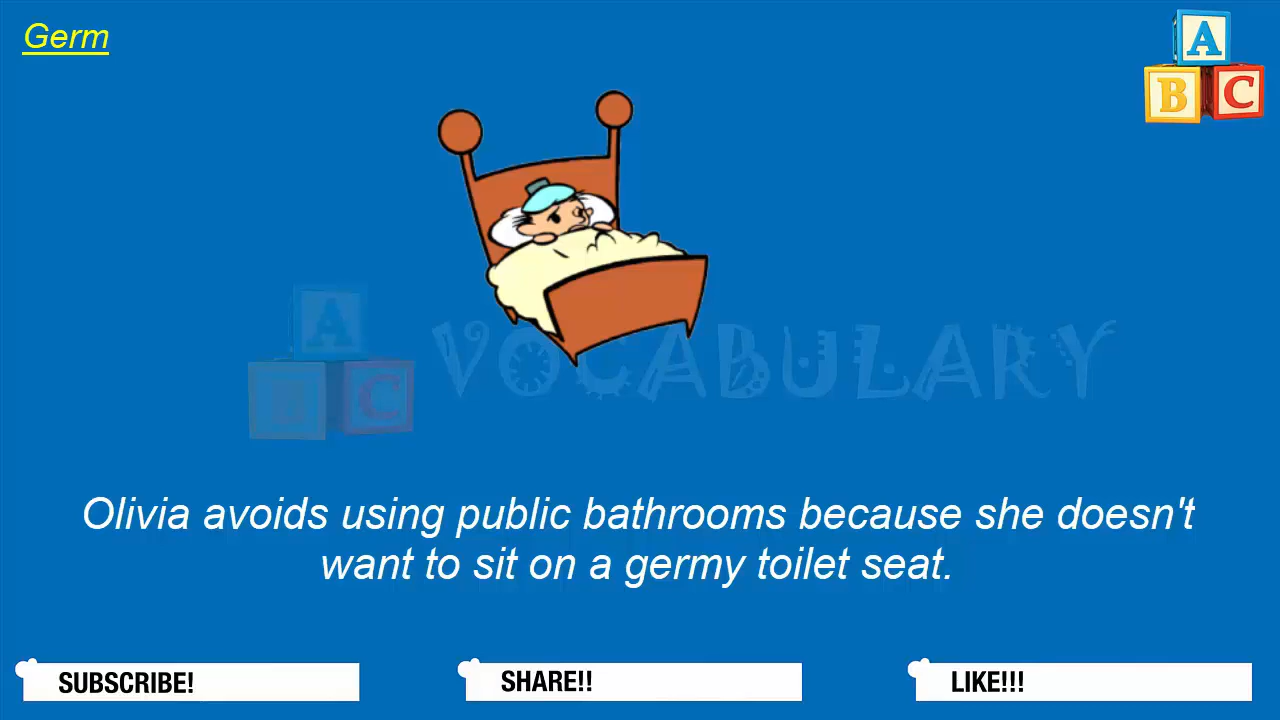 Germ
A
B C
A
B C
VOCABULARY
Olivia avoids using public bathrooms because she doesn't
want to sit on a germy toilet seat.
SUBSCRIBE!
SHARE!!
LIKE!!!